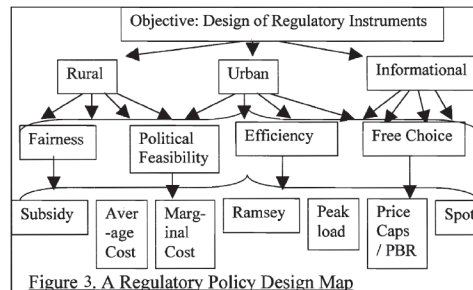 Objective: Design of Regulatory Instruments
Rural
Urban
Informational
Fairness
Political
Feasibility
Efficiency
Free Choice
Subsidy
Aver
-age
Cost
Marg-
inal
Cost
Ramsey
Peak
load
Price
Caps
/ PBR
Spot
Figure 3. A Regulatory Policy Design Map